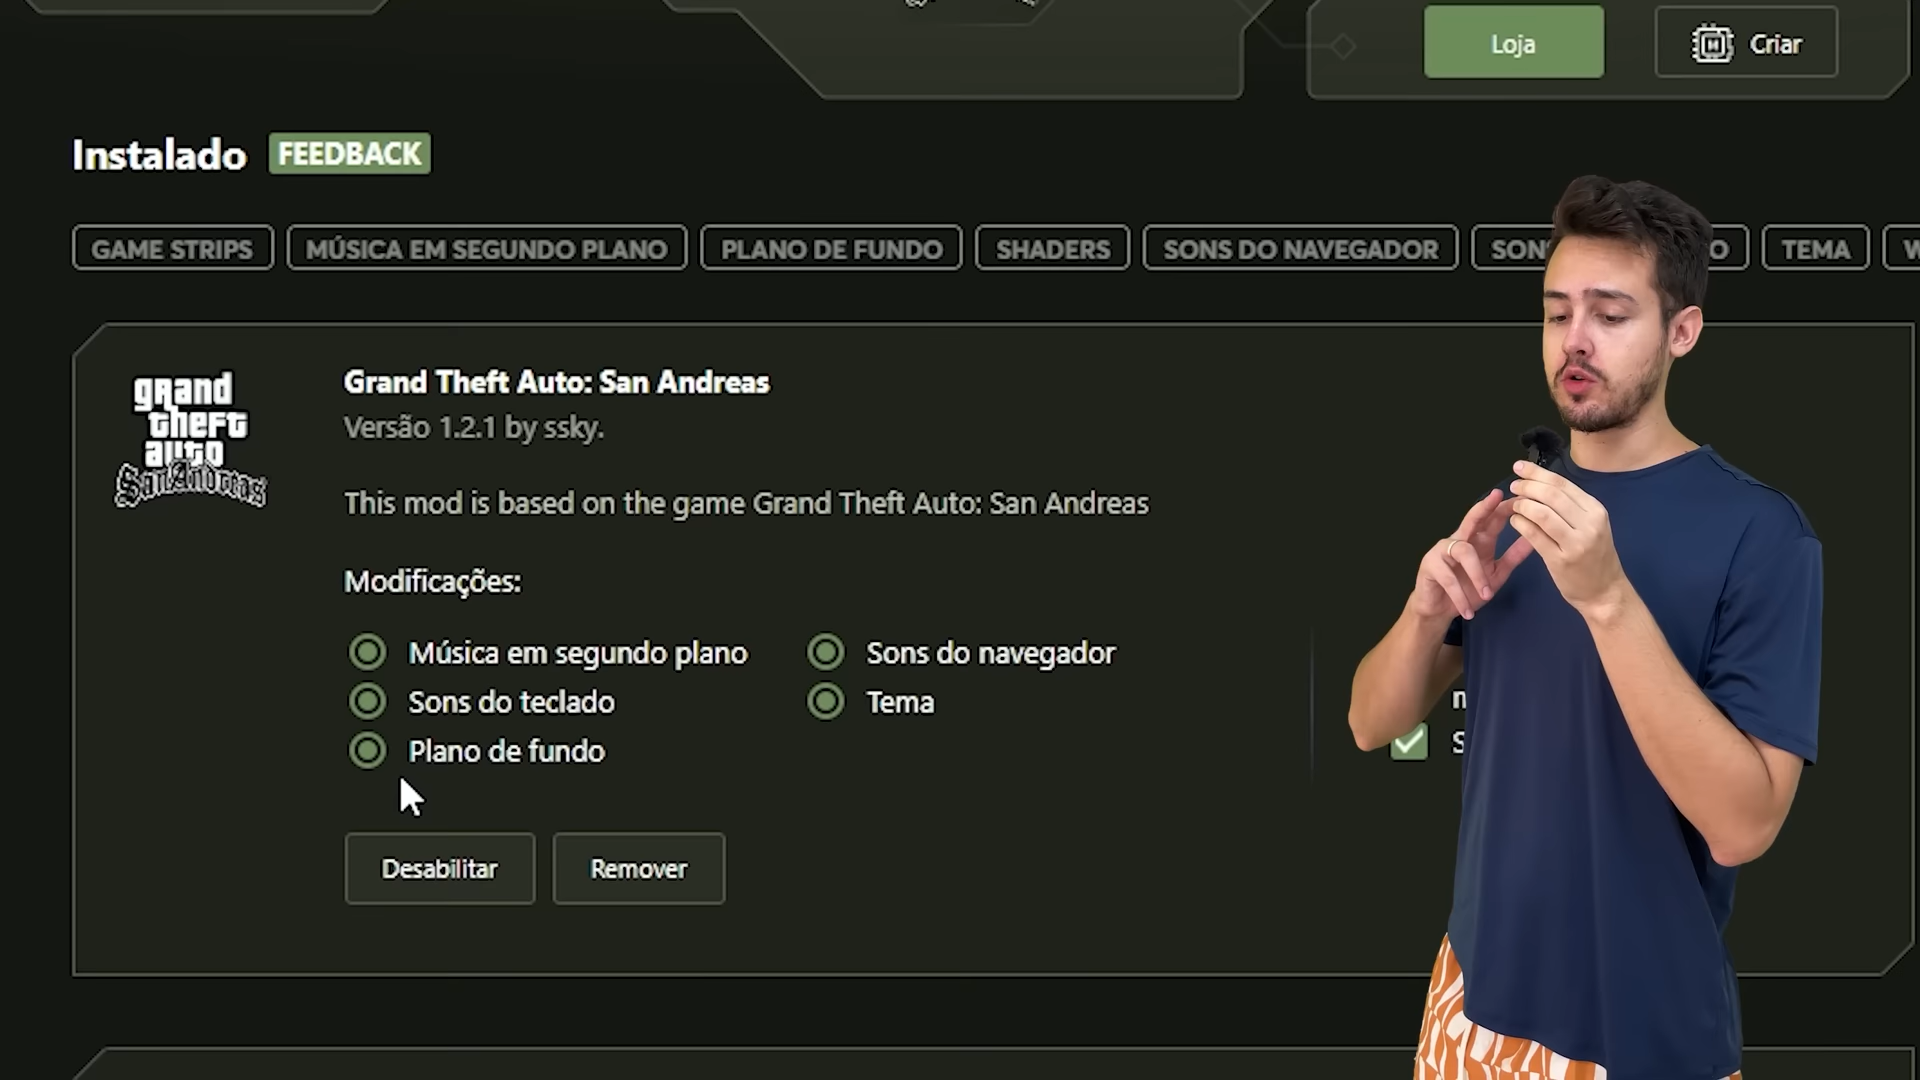 Loja
Criar
Instalado FEEDBACK
GAME STRIPS
MÚSICA EM SEGUNDO PLANO
PLANO DE FUNDO
SHADERS
SONS DO NAVEGADOR
TEMA
grand
theft
auto
San Andreas
Grand Theft Auto: San Andreas
Versão 1.2.1 by ssky.
This mod is based on the game Grand Theft Auto: San Andreas
Modificações:
Música em segundo plano
Sons do navegador
Sons do teclado
Tema
Plano de fundo
Desabilitar
Remover